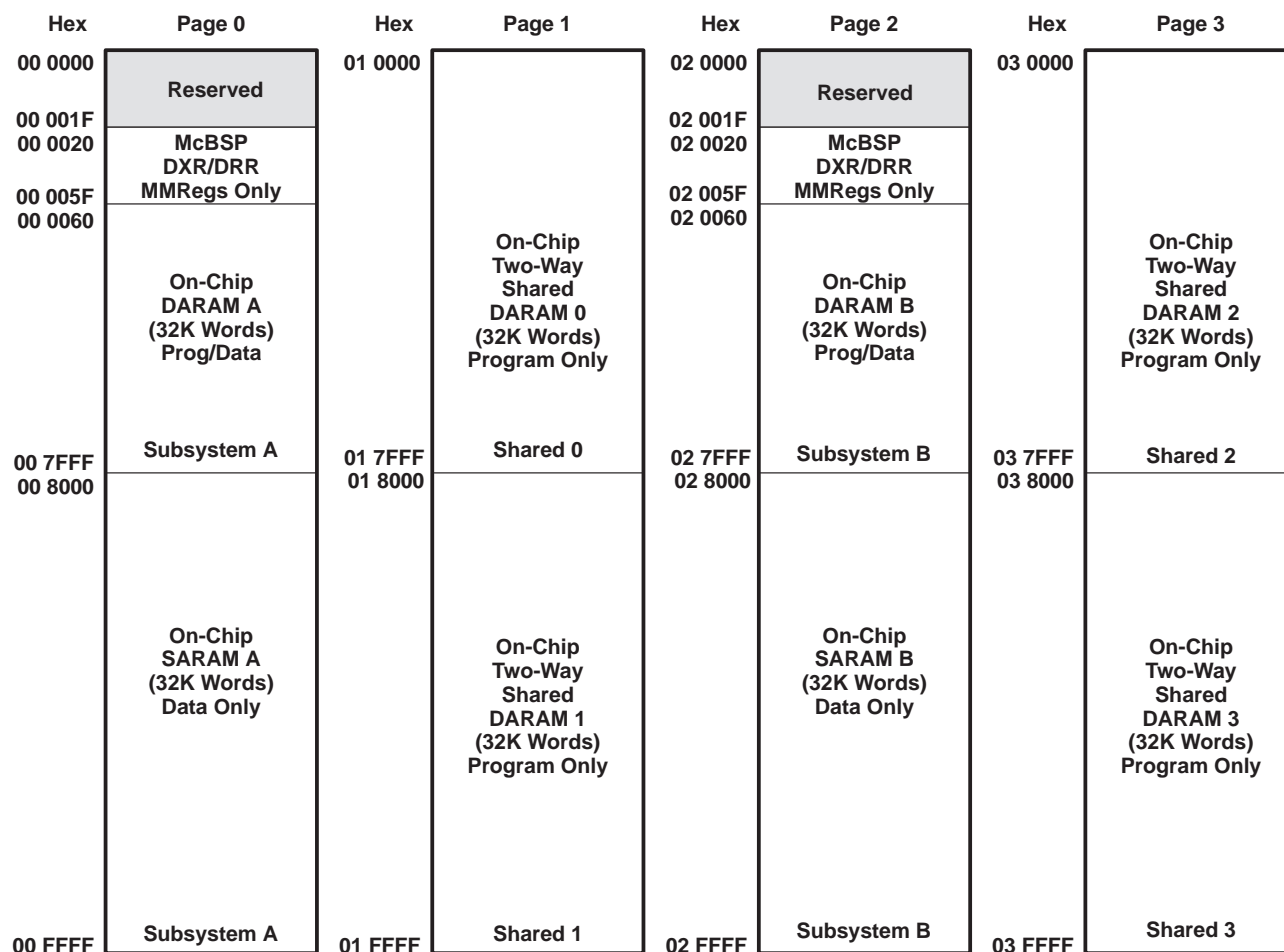 Hex Page 0 Hex Page 1 Hex Page 2 Hex Page 3
00 0000
Reserved
00 001F
00 0020
McBSP
DXR/DRR
MMRegs Only
00 005F
00 0060
On-Chip
DARAM A
(32K Words)
Prog/Data
Subsystem A
00 7FFF
00 8000
On-Chip
SARAM A
(32K Words)
Data Only
Subsystem A
00 FFFF
01 0000
On-Chip
Two-Way
Shared
DARAM 0
(32K Words)
Program Only
Shared 0
01 7FFF
01 8000
On-Chip
Two-Way
Shared
DARAM 1
(32K Words)
Program Only
Shared 1
01 FFFF
02 0000
Reserved
02 001F
02 0020
McBSP
DXR/DRR
MMRegs Only
02 005F
02 0060
On-Chip
DARAM B
(32K Words)
Prog/Data
Subsystem B
02 7FFF
02 8000
On-Chip
SARAM B
(32K Words)
Data Only
Subsystem B
02 FFFF
03 0000
On-Chip
Two-Way
Shared
DARAM 2
(32K Words)
Program Only
Shared 2
03 7FFF
03 8000
On-Chip
Two-Way
Shared
DARAM 3
(32K Words)
Program Only
Shared 3
03 FFFF